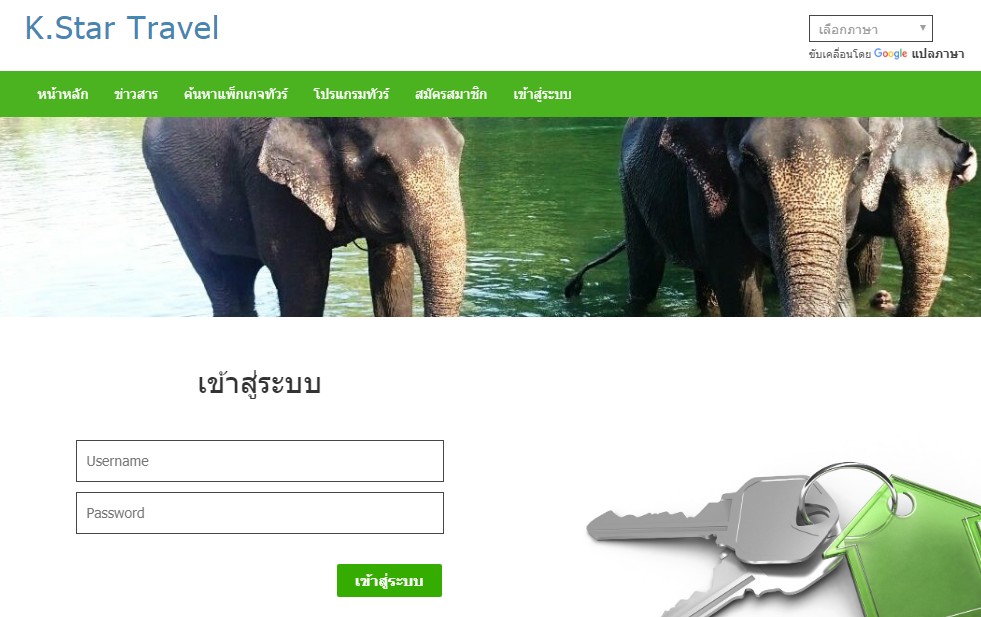 K.Star Travel
เลือกภาษา
ขับเคลื่อนโดย Google แปลภาษา
หน้าหลัก ข่าวสาร ค้นหาแพ็กเกจทัวร์ โปรแกรมทัวร์ สมัครสมาชิก เข้าสู่ระบบ
เข้าสู่ระบบ
Username
Password
เข้าสู่ระบบ